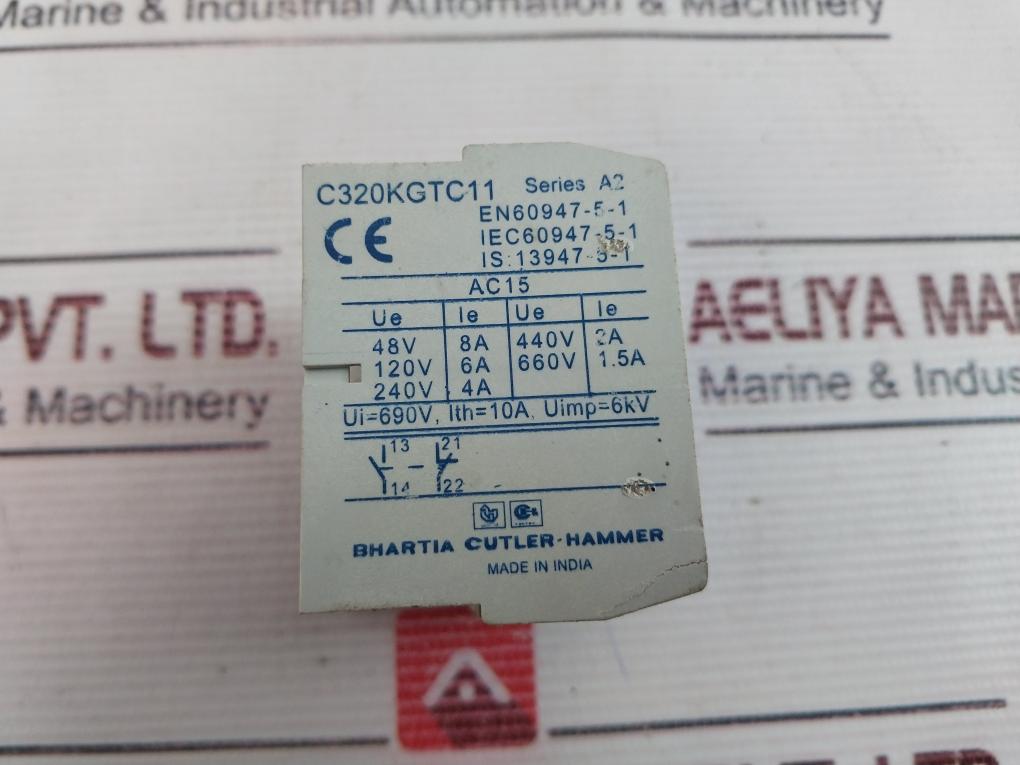 Marine & Industrial Automation & Machinery
PVT. LTD.
& Machinery
AELIYA MAR
Marine & Indus
C320KGTC11 Series A2
CE
EN60947-5-1
IEC60947-5-1
IS:13947-5-1
AC15
Ue Ie Ue Ie
48V 8A 440V 2A
120V 6A 660V 1.5A
240V 4A
Ui=690V, Ith=10A, Uimp=6kV
13 21
14 22
BHARTIA CUTLER-HAMMER
MADE IN INDIA